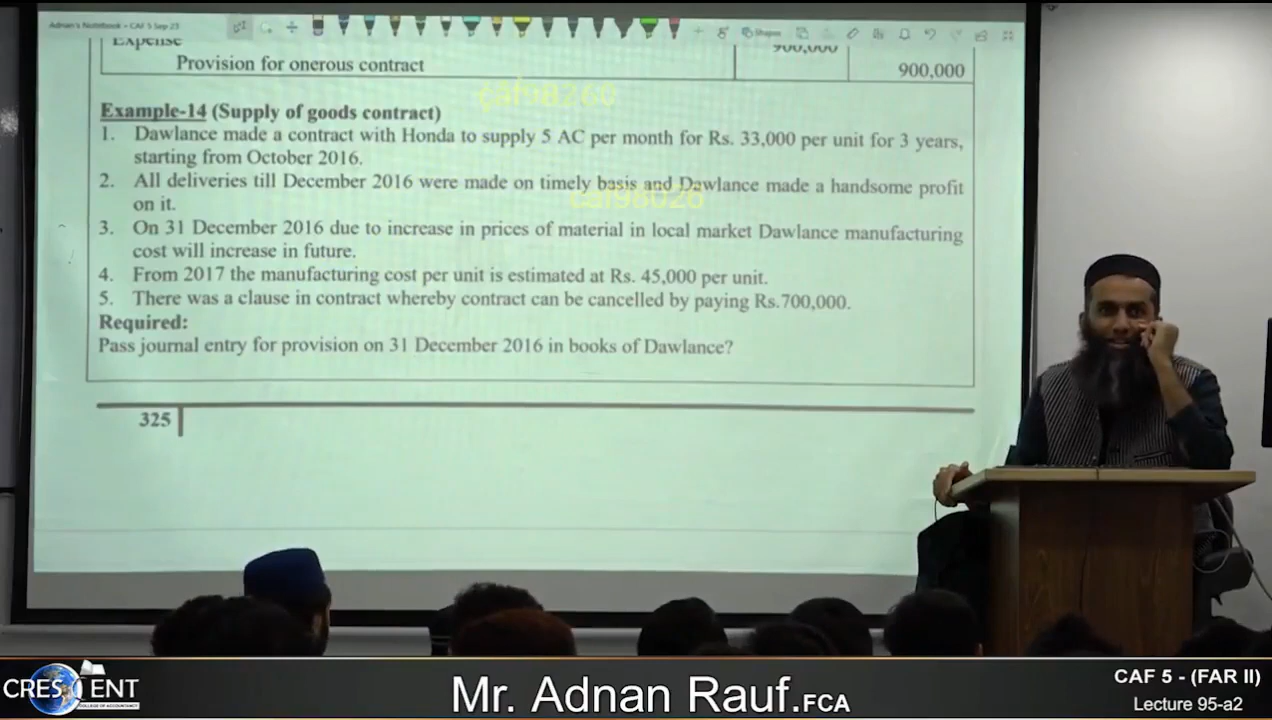 Adnan's Notebook - CAF 5 Sep 23
Shapes
Expense
900,000
Provision for onerous contract
900,000
caf98260
Example-14 (Supply of goods contract)
1. Dawlance made a contract with Honda to supply 5 AC per month for Rs. 33,000 per unit for 3 years,
starting from October 2016.
2. All deliveries till December 2016 were made on timely basis and Dawlance made a handsome profit
on it.
caf98026
3. On 31 December 2016 due to increase in prices of material in local market Dawlance manufacturing
cost will increase in future.
4. From 2017 the manufacturing cost per unit is estimated at Rs. 45,000 per unit.
5. There was a clause in contract whereby contract can be cancelled by paying Rs.700,000.
Required:
Pass journal entry for provision on 31 December 2016 in books of Dawlance?
325
CRESCENT
COLLEGE OF ACCOUNTANCY
Mr. Adnan Rauf.FCA
CAF 5 - (FAR II)
Lecture 95-a2